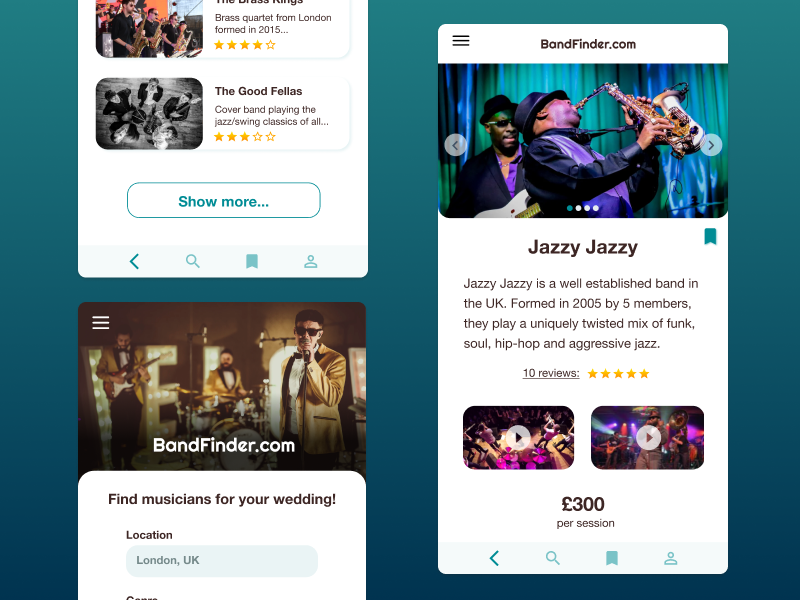 The Brass Kings
Brass quartet from London
formed in 2015...
The Good Fellas
Cover band playing the
jazz/swing classics of all...
Show more...
BandFinder.com
Find musicians for your wedding!
Location
London, UK
Genre
BandFinder.com
Jazzy Jazzy
Jazzy Jazzy is a well established band in
the UK. Formed in 2005 by 5 members,
they play a uniquely twisted mix of funk,
soul, hip-hop and aggressive jazz.
10 reviews:
£300
per session